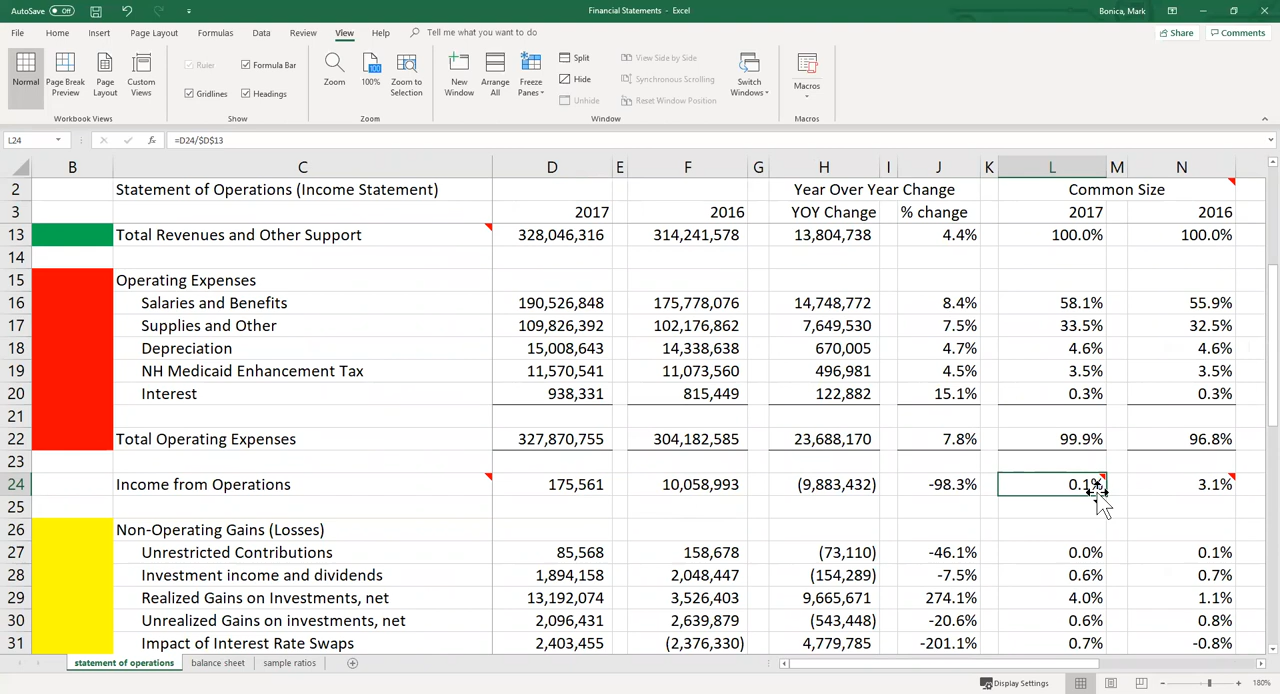 AutoSave Off Financial Statements - Excel Bonica, Mark
File Home Insert Page Layout Formulas Data Review View Help Tell me what you want to do Share Comments
Normal Page Break Preview Page Layout Custom Views
Ruler Formula Bar
Gridlines Headings
Zoom 100% Zoom to Selection
New Window Arrange All Freeze Panes
Split
Hide
Unhide
View Side by Side
Synchronous Scrolling
Reset Window Position
Switch Windows Macros
Workbook Views Show Zoom Window Macros
L24 fx =D24/$D$13
B C D E F G H I J K L M N
2 Statement of Operations (Income Statement) Year Over Year Change Common Size
3 2017 2016 YOY Change % change 2017 2016
13 Total Revenues and Other Support 328,046,316 314,241,578 13,804,738 4.4% 100.0% 100.0%
14
15 Operating Expenses
16 Salaries and Benefits 190,526,848 175,778,076 14,748,772 8.4% 58.1% 55.9%
17 Supplies and Other 109,826,392 102,176,862 7,649,530 7.5% 33.5% 32.5%
18 Depreciation 15,008,643 14,338,638 670,005 4.7% 4.6% 4.6%
19 NH Medicaid Enhancement Tax 11,570,541 11,073,560 496,981 4.5% 3.5% 3.5%
20 Interest 938,331 815,449 122,882 15.1% 0.3% 0.3%
21
22 Total Operating Expenses 327,870,755 304,182,585 23,688,170 7.8% 99.9% 96.8%
23
24 Income from Operations 175,561 10,058,993 (9,883,432) -98.3% 0.1% 3.1%
25
26 Non-Operating Gains (Losses)
27 Unrestricted Contributions 85,568 158,678 (73,110) -46.1% 0.0% 0.1%
28 Investment income and dividends 1,894,158 2,048,447 (154,289) -7.5% 0.6% 0.7%
29 Realized Gains on Investments, net 13,192,074 3,526,403 9,665,671 274.1% 4.0% 1.1%
30 Unrealized Gains on investments, net 2,096,431 2,639,879 (543,448) -20.6% 0.6% 0.8%
31 Impact of Interest Rate Swaps 2,403,455 (2,376,330) 4,779,785 -201.1% 0.7% -0.8%
statement of operations balance sheet sample ratios
Display Settings 180%